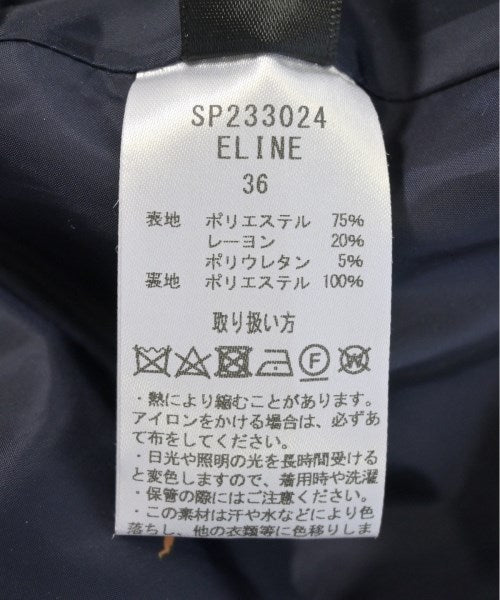 SP233024
ELINE
36
表地 ポリエステル 75%
レーヨン 20%
ポリウレタン 5%
裏地 ポリエステル 100%
取り扱い方
F W
・熱により縮むことがあります。
アイロンをかける場合は、必ずあ
て布をしてください。
・日光や照明の光を長時間受ける
と変色しますので、着用時や洗濯
・保管の際にはご注意ください。
・この素材は汗や水などにより色
落ちし、他の衣類等に色移りしま